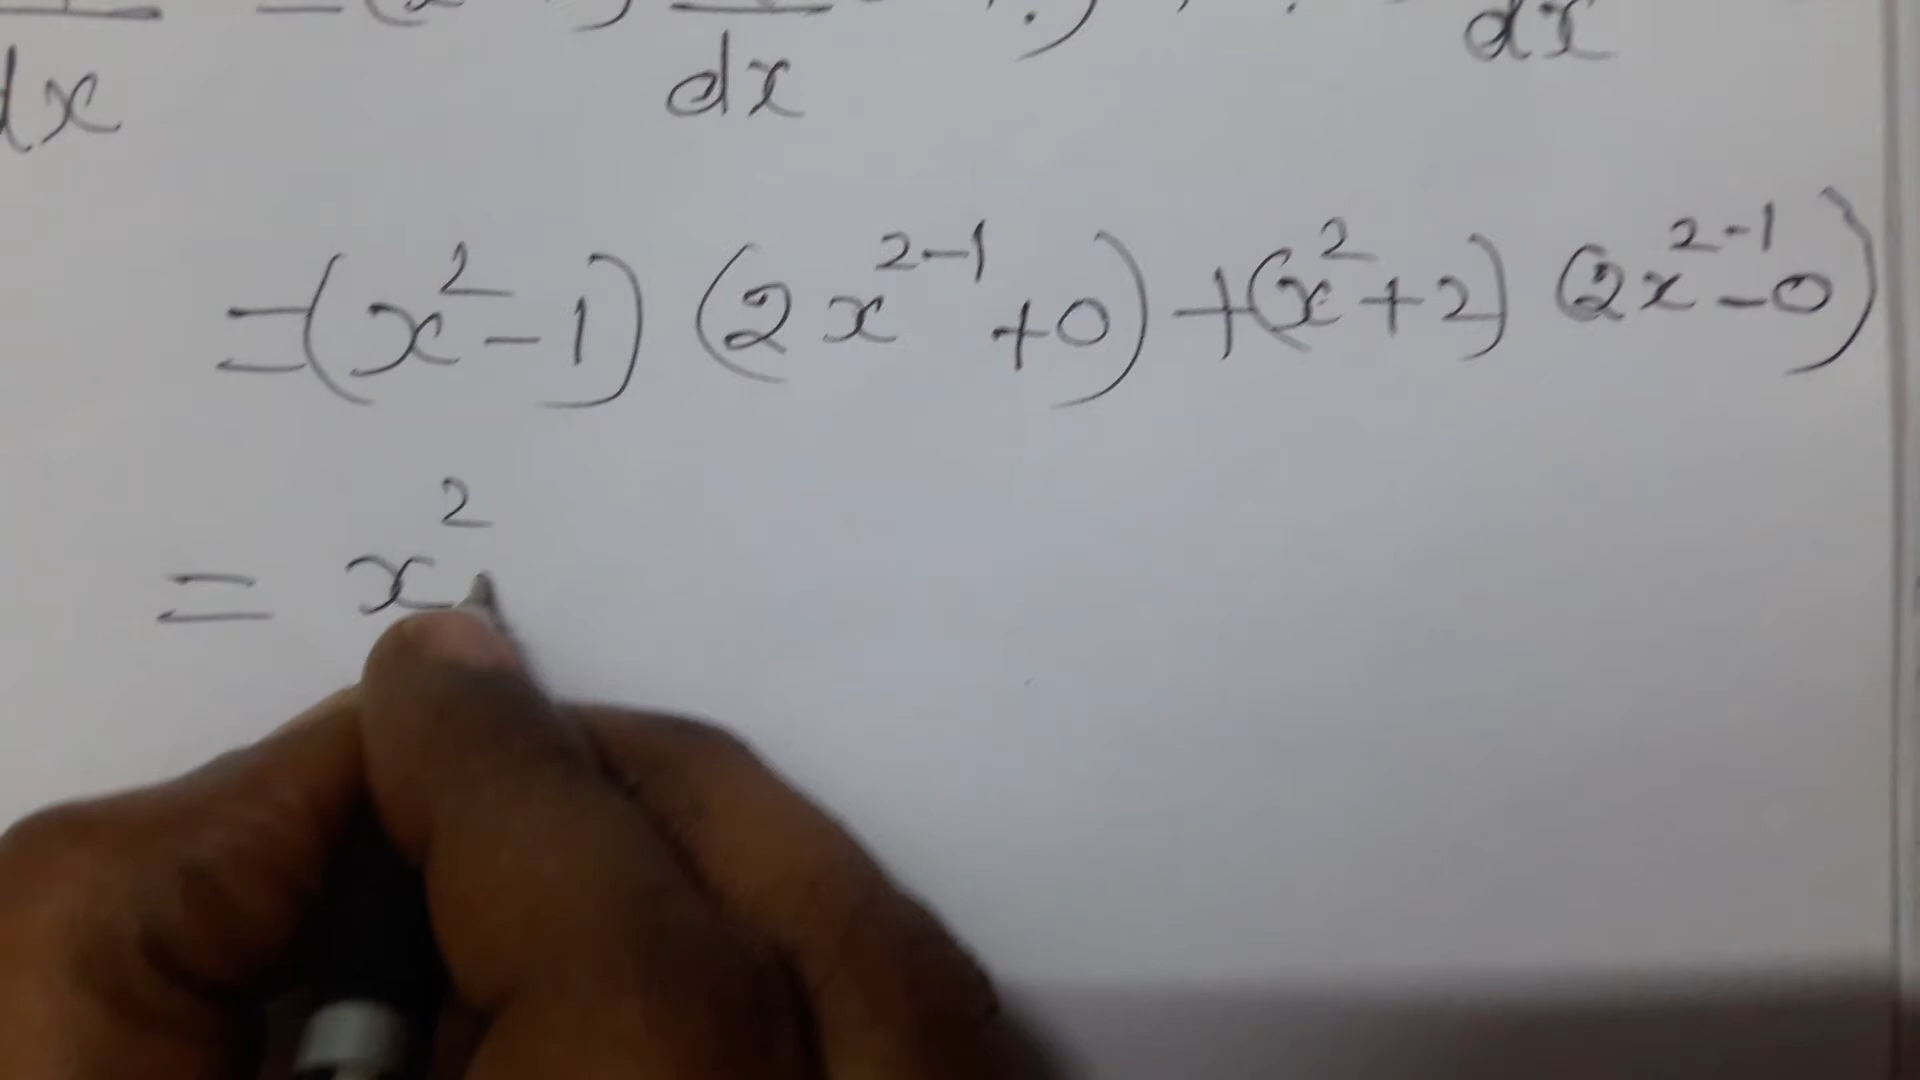 dx dx dx
=(x²-1) (2x²⁻¹+0)+(x²+2) (2x²⁻¹-0)
= x²